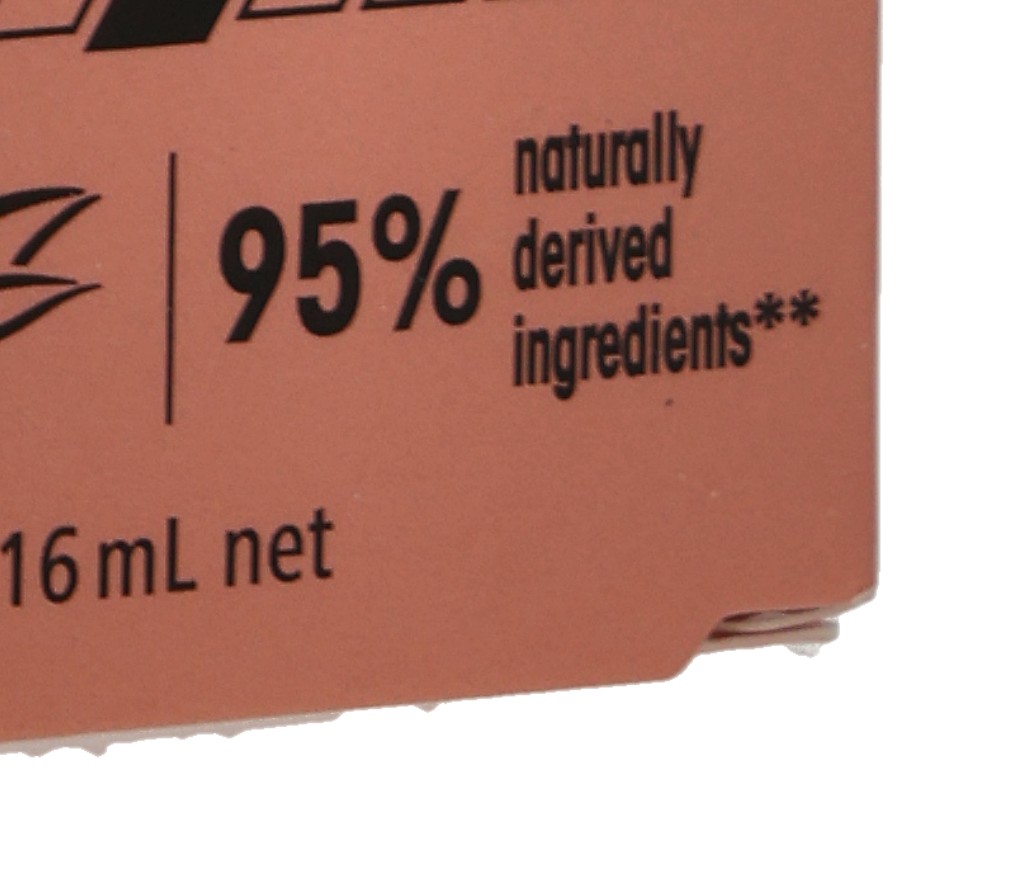 95% naturally
derived
ingredients**
16 mL net